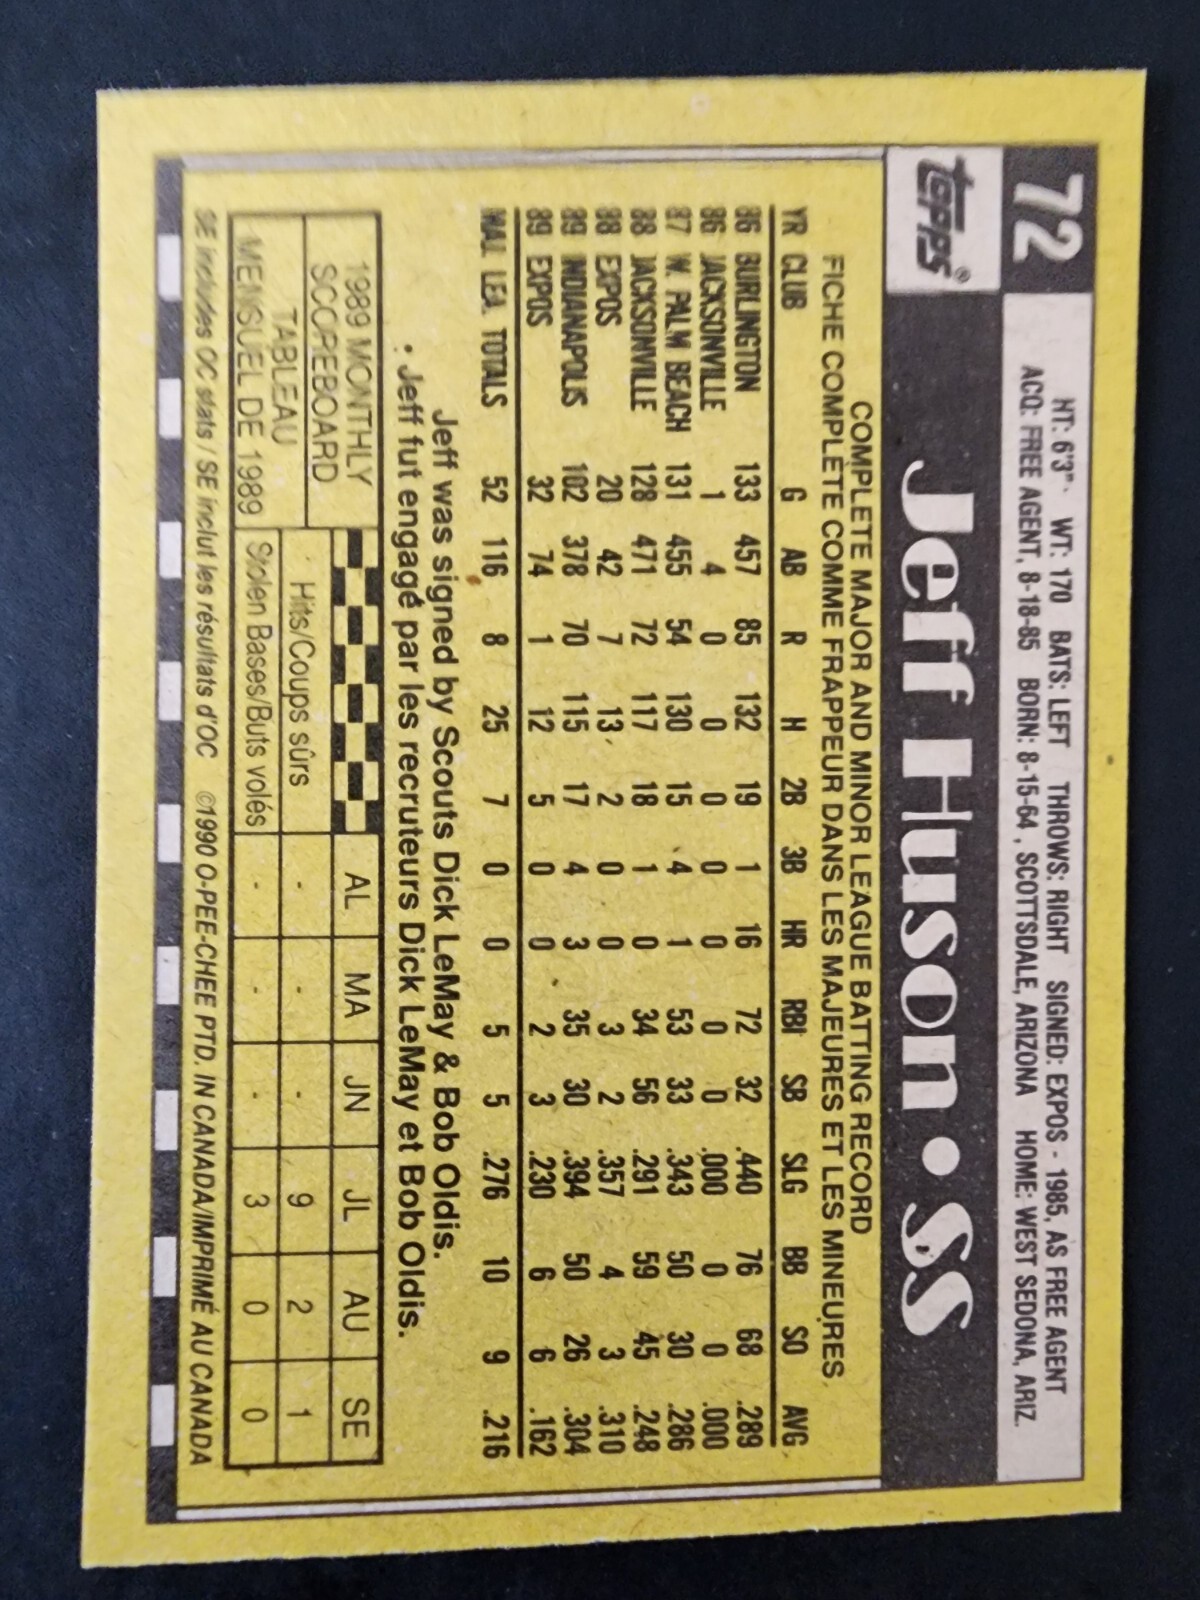 72
HT: 6'3" · WT: 170 BATS: LEFT THROWS: RIGHT SIGNED: EXPOS - 1985, AS FREE AGENT
ACQ: FREE AGENT, 8-18-85 BORN: 8-15-64, SCOTTSDALE, ARIZONA HOME: WEST SEDONA, ARIZ.
topps®
Jeff Huson • SS
COMPLETE MAJOR AND MINOR LEAGUE BATTING RECORD
FICHE COMPLETE COMME FRAPPEUR DANS LES MAJEURES ET LES MINEURES.
YR CLUB G AB R H 2B 3B HR RBI SB SLG BB SO AVG
86 BURLINGTON 133 457 85 132 19 1 16 72 32 .440 76 68 .289
86 JACKSONVILLE 1 4 0 0 0 0 0 0 0 .000 0 0 .000
87 W. PALM BEACH 131 455 54 130 15 4 1 53 33 .343 50 30 .286
88 JACKSONVILLE 128 471 72 117 18 1 0 34 56 .291 59 45 .248
88 EXPOS 20 42 7 13 2 0 0 3 2 .357 4 3 .310
89 INDIANAPOLIS 102 378 70 115 17 4 3 35 30 .394 50 26 .304
89 EXPOS 32 74 1 12 5 0 0 2 3 .230 6 6 .162
MAJ. LEA. TOTALS 52 116 8 25 7 0 0 5 5 .276 10 9 .216
Jeff was signed by Scouts Dick LeMay & Bob Oldis.
• Jeff fut engagé par les recruteurs Dick LeMay et Bob Oldis.
1989 MONTHLY
SCOREBOARD
TABLEAU
MENSUEL DE 1989
AL MA JN JL AU SE
Hits/Coups sûrs - - - 9 2 1
Stolen Bases/Buts volés - - - 3 0 0
SE includes OC stats / SE inclut les résultats d'OC ©1990 O-PEE-CHEE PTD. IN CANADA/IMPRIMÉ AU CANADA